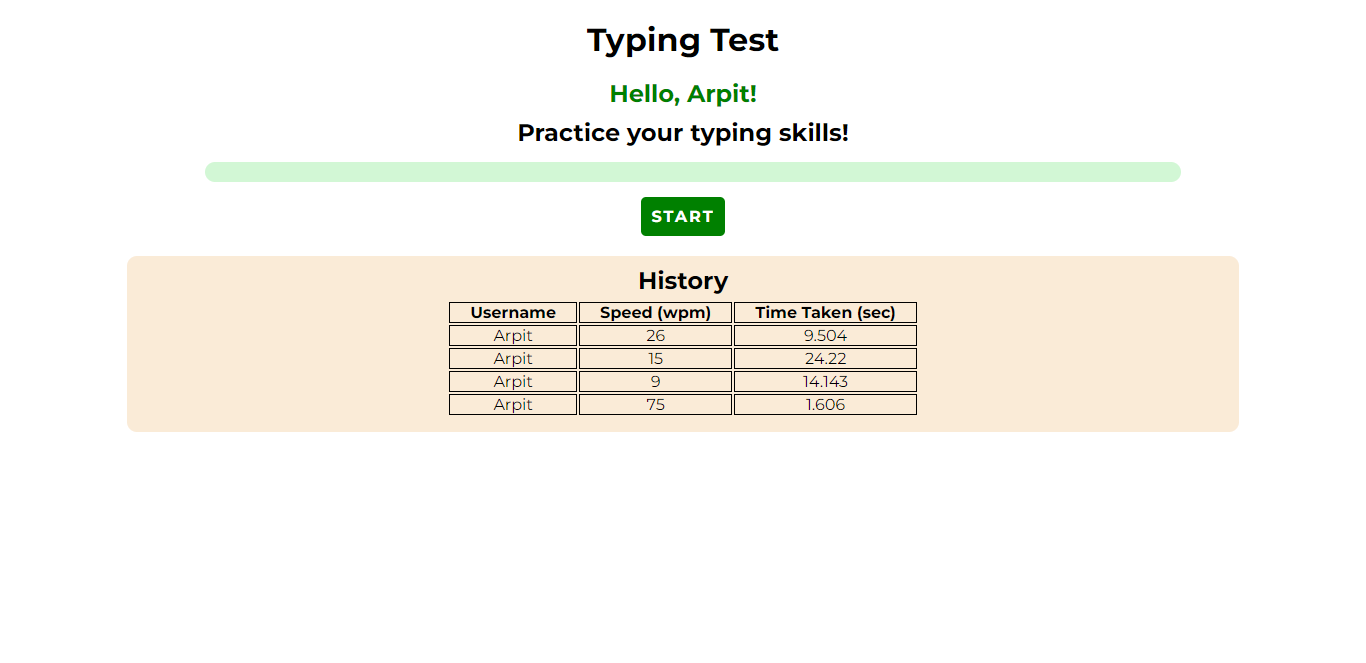 Typing Test
Hello, Arpit!
Practice your typing skills!
START
History
Username Speed (wpm) Time Taken (sec)
Arpit 26 9.504
Arpit 15 24.22
Arpit 9 14.143
Arpit 75 1.606